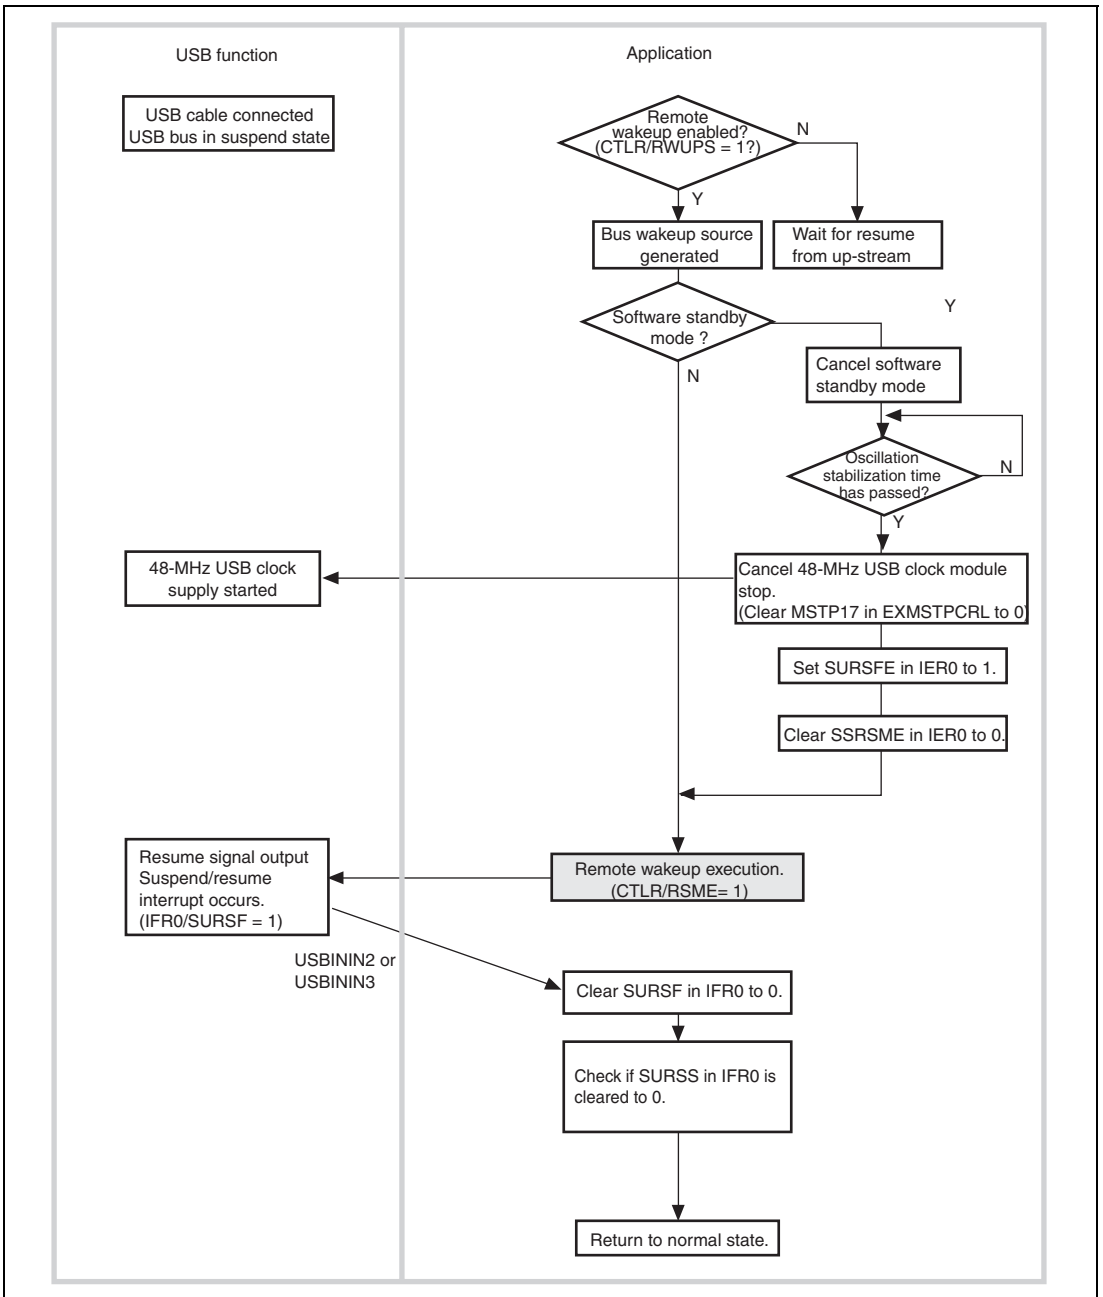 USB function
Application
USB cable connected
USB bus in suspend state
Remote
wakeup enabled?
(CTLR/RWUPS = 1?)
N
Y
Bus wakeup source
generated
Wait for resume
from up-stream
Software standby
mode ?
Y
N
Cancel software
standby mode
Oscillation
stabilization time
has passed?
N
Y
48-MHz USB clock
supply started
Cancel 48-MHz USB clock module
stop.
(Clear MSTP17 in EXMSTPCRL to 0)
Set SURSFE in IER0 to 1.
Clear SSRSME in IER0 to 0.
Resume signal output
Suspend/resume
interrupt occurs.
(IFR0/SURSF = 1)
Remote wakeup execution.
(CTLR/RSME= 1)
USBININ2 or
USBININ3
Clear SURSF in IFR0 to 0.
Check if SURSS in IFR0 is
cleared to 0.
Return to normal state.